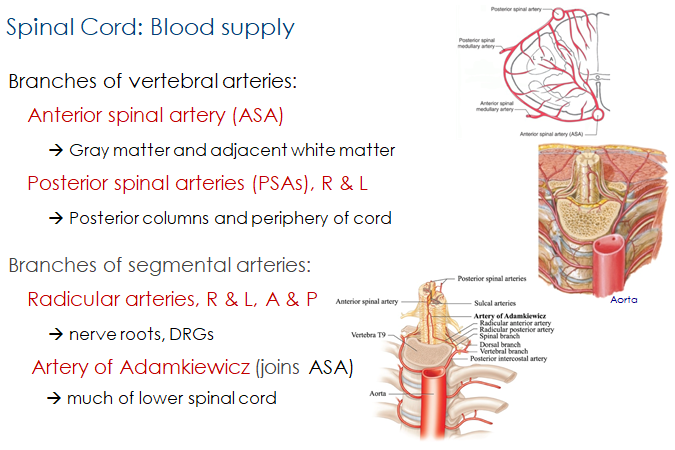 Spinal Cord: Blood supply
Branches of vertebral arteries:
Anterior spinal artery (ASA)
→ Gray matter and adjacent white matter
Posterior spinal arteries (PSAs), R & L
→ Posterior columns and periphery of cord
Branches of segmental arteries:
Radicular arteries, R & L, A & P
→ nerve roots, DRGs
Artery of Adamkiewicz (joins ASA)
→ much of lower spinal cord
Posterior spinal artery
Posterior spinal
medullary artery
L T A
Anterior spinal
medullary artery
Anterior spinal artery (ASA)
Aorta
Posterior spinal arteries
Anterior spinal artery
Sulcal arteries
Artery of Adamkiewicz
Radicular anterior artery
Radicular posterior artery
Spinal branch
Vertebra T9
Dorsal branch
Vertebral branch
Posterior intercostal artery
Aorta